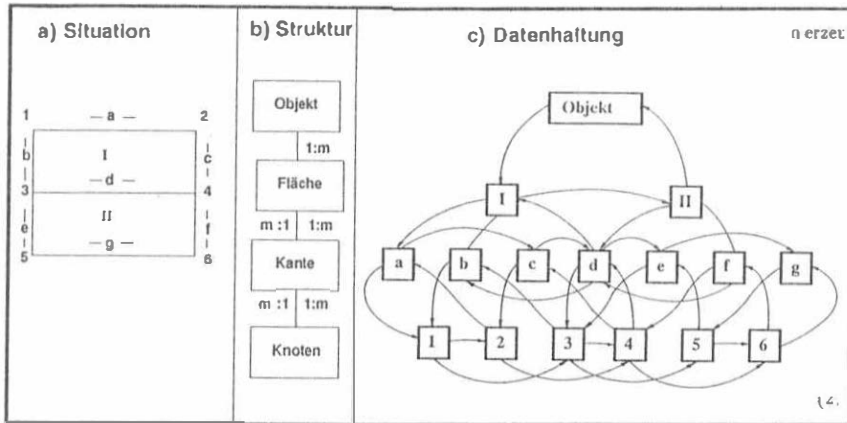 a) Situation
b) Struktur
c) Datenhaltung
n erzeu
1 — a — 2
b
I
c
3
— d —
4
e
II
f
— g —
5
6
Objekt
1:m
Fläche
m :1 1:m
Kante
m :1 1:m
Knoten
Objekt
I II
a b c d e f g
1 2 3 4 5 6